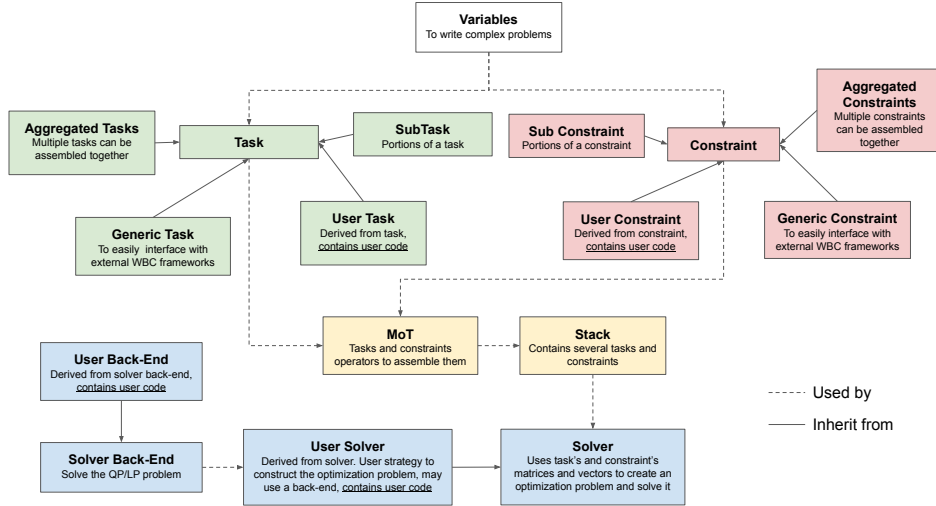 Variables
To write complex problems
Aggregated Tasks
Multiple tasks can be
assembled together
Task
SubTask
Portions of a task
Sub Constraint
Portions of a constraint
Constraint
Aggregated
Constraints
Multiple constraints
can be assembled
together
Generic Task
To easily interface with
external WBC frameworks
User Task
Derived from task,
contains user code
User Constraint
Derived from constraint,
contains user code
Generic Constraint
To easily interface with
external WBC frameworks
MoT
Tasks and constraints
operators to assemble them
Stack
Contains several tasks and
constraints
User Back-End
Derived from solver back-end,
contains user code
Used by
Inherit from
Solver Back-End
Solve the QP/LP problem
User Solver
Derived from solver. User strategy to
construct the optimization problem, may
use a back-end, contains user code
Solver
Uses task's and constraint's
matrices and vectors to create an
optimization problem and solve it